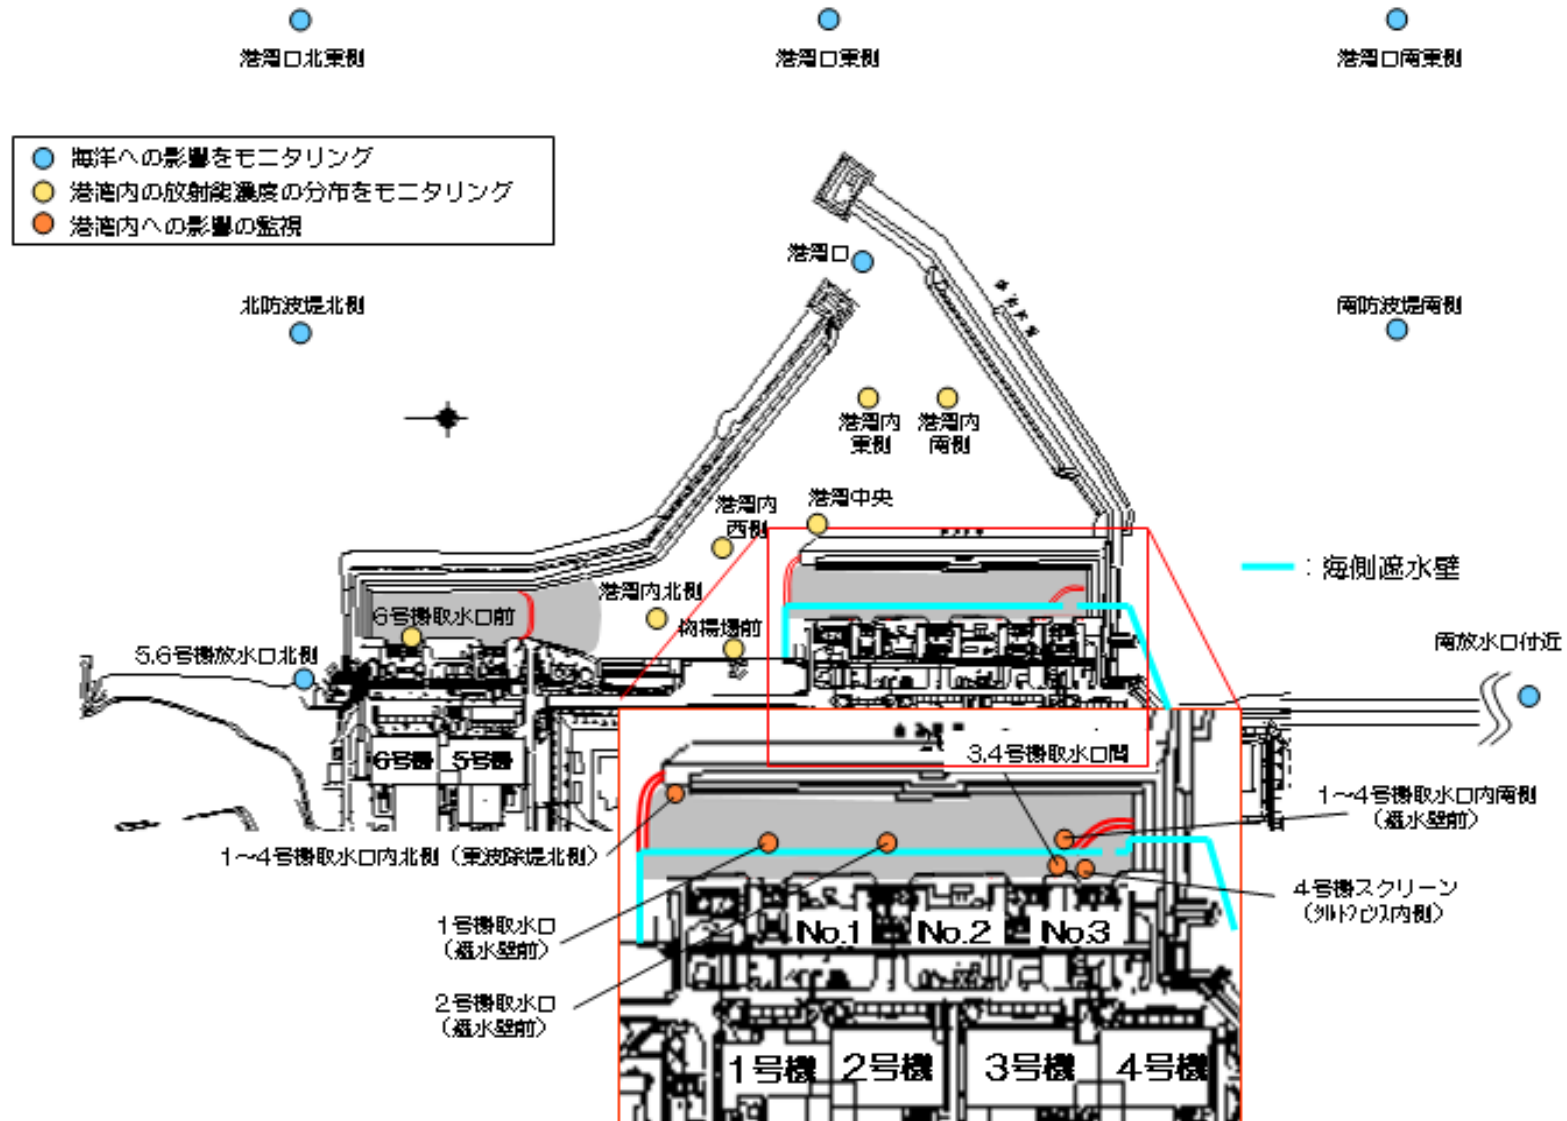 港湾口北東側
港湾口東側
港湾口南東側
海洋への影響をモニタリング
港湾内の放射能濃度の分布をモニタリング
港湾内への影響の監視
港湾口
北防波堤北側
南防波堤南側
港湾内
東側
港湾内
南側
港湾内
西側
港湾中央
：海側遮水壁
港湾内北側
6号機取水口前
物揚場前
5,6号機放水口北側
南放水口付近
6号機
5号機
3,4号機取水口間
1～4号機取水口内南側
（遮水壁前）
1～4号機取水口内北側（東波除堤北側）
4号機スクリーン
（シルトフェンス内側）
1号機取水口
（遮水壁前）
No.1
No.2
No.3
2号機取水口
（遮水壁前）
1号機
2号機
3号機
4号機